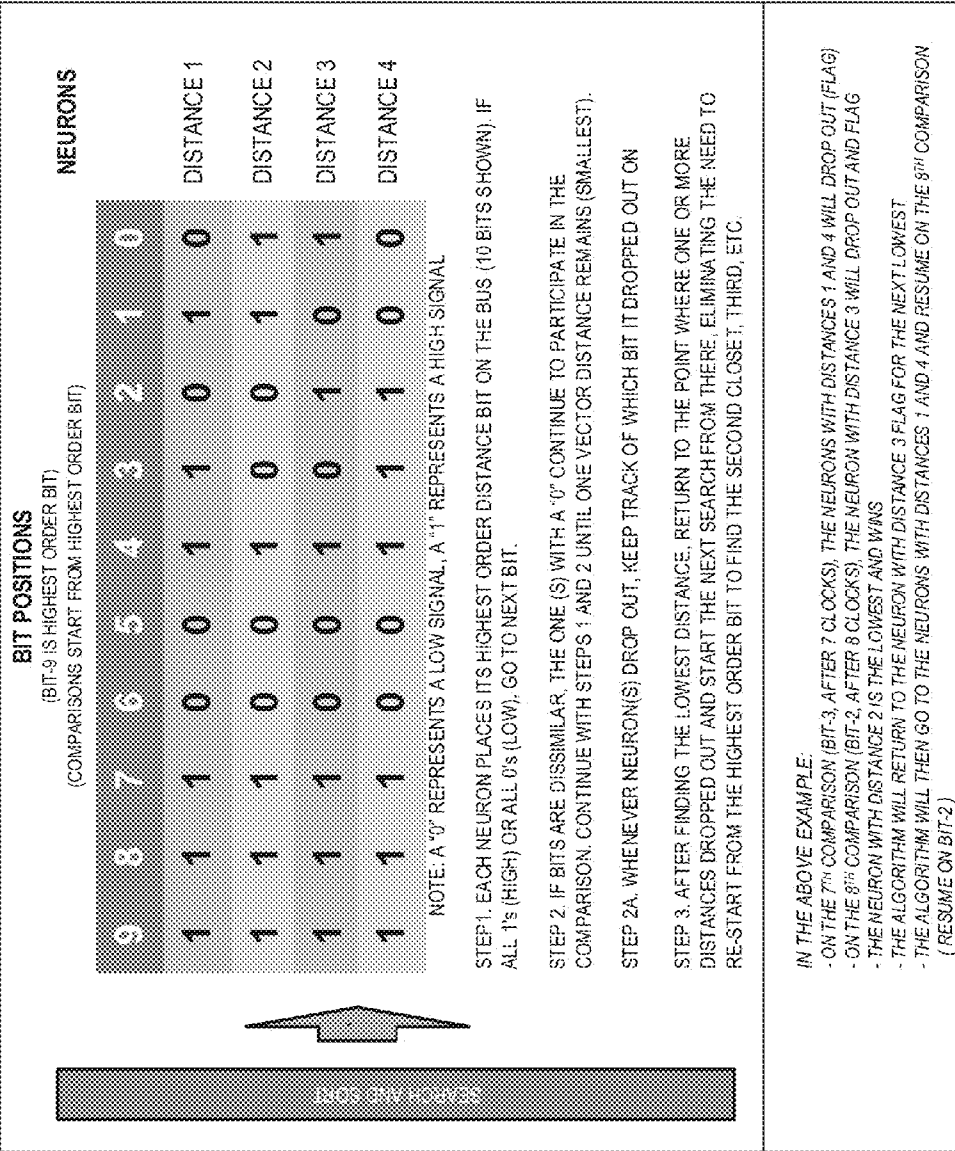 BIT POSITIONS
(BIT-9 IS HIGHEST ORDER BIT)
(COMPARISONS START FROM HIGHEST ORDER BIT)
NEURONS
9 8 7 6 5 4 3 2 1 0
1 1 1 0 0 1 1 0 1 0 DISTANCE 1
1 1 1 0 0 1 0 0 1 1 DISTANCE 2
1 1 1 0 0 1 0 1 0 1 DISTANCE 3
1 1 1 0 0 1 1 1 0 0 DISTANCE 4
SEARCH AND SORT
NOTE. A "0" REPRESENTS A LOW SIGNAL, A "1" REPRESENTS A HIGH SIGNAL
STEP 1. EACH NEURON PLACES ITS HIGHEST ORDER DISTANCE BIT ON THE BUS (10 BITS SHOWN). IF
ALL 1's (HIGH) OR ALL 0's (LOW), GO TO NEXT BIT.
STEP 2. IF BITS ARE DISSIMILAR, THE ONE (S) WITH A "0" CONTINUE TO PARTICIPATE IN THE
COMPARISON. CONTINUE WITH STEPS 1 AND 2 UNTIL ONE VECTOR DISTANCE REMAINS (SMALLEST).
STEP 2A. WHENEVER NEURON(S) DROP OUT, KEEP TRACK OF WHICH BIT IT DROPPED OUT ON
STEP 3. AFTER FINDING THE LOWEST DISTANCE, RETURN TO THE POINT WHERE ONE OR MORE
DISTANCES DROPPED OUT AND START THE NEXT SEARCH FROM THERE, ELIMINATING THE NEED TO
RE-START FROM THE HIGHEST ORDER BIT TO FIND THE SECOND CLOSET, THIRD, ETC.
IN THE ABOVE EXAMPLE:
- ON THE 7TH COMPARISON (BIT-3, AFTER 7 CLOCKS), THE NEURONS WITH DISTANCES 1 AND 4 WILL DROP OUT (FLAG)
- ON THE 8TH COMPARISON (BIT-2, AFTER 8 CLOCKS), THE NEURON WITH DISTANCE 3 WILL DROP OUT AND FLAG
- THE NEURON WITH DISTANCE 2 IS THE LOWEST AND WINS
- THE ALGORITHM WILL RETURN TO THE NEURON WITH DISTANCE 3 FLAG FOR THE NEXT LOWEST
- THE ALGORITHM WILL THEN GO TO THE NEURONS WITH DISTANCES 1 AND 4 AND RESUME ON THE 8TH COMPARISON
( RESUME ON BIT-2 )